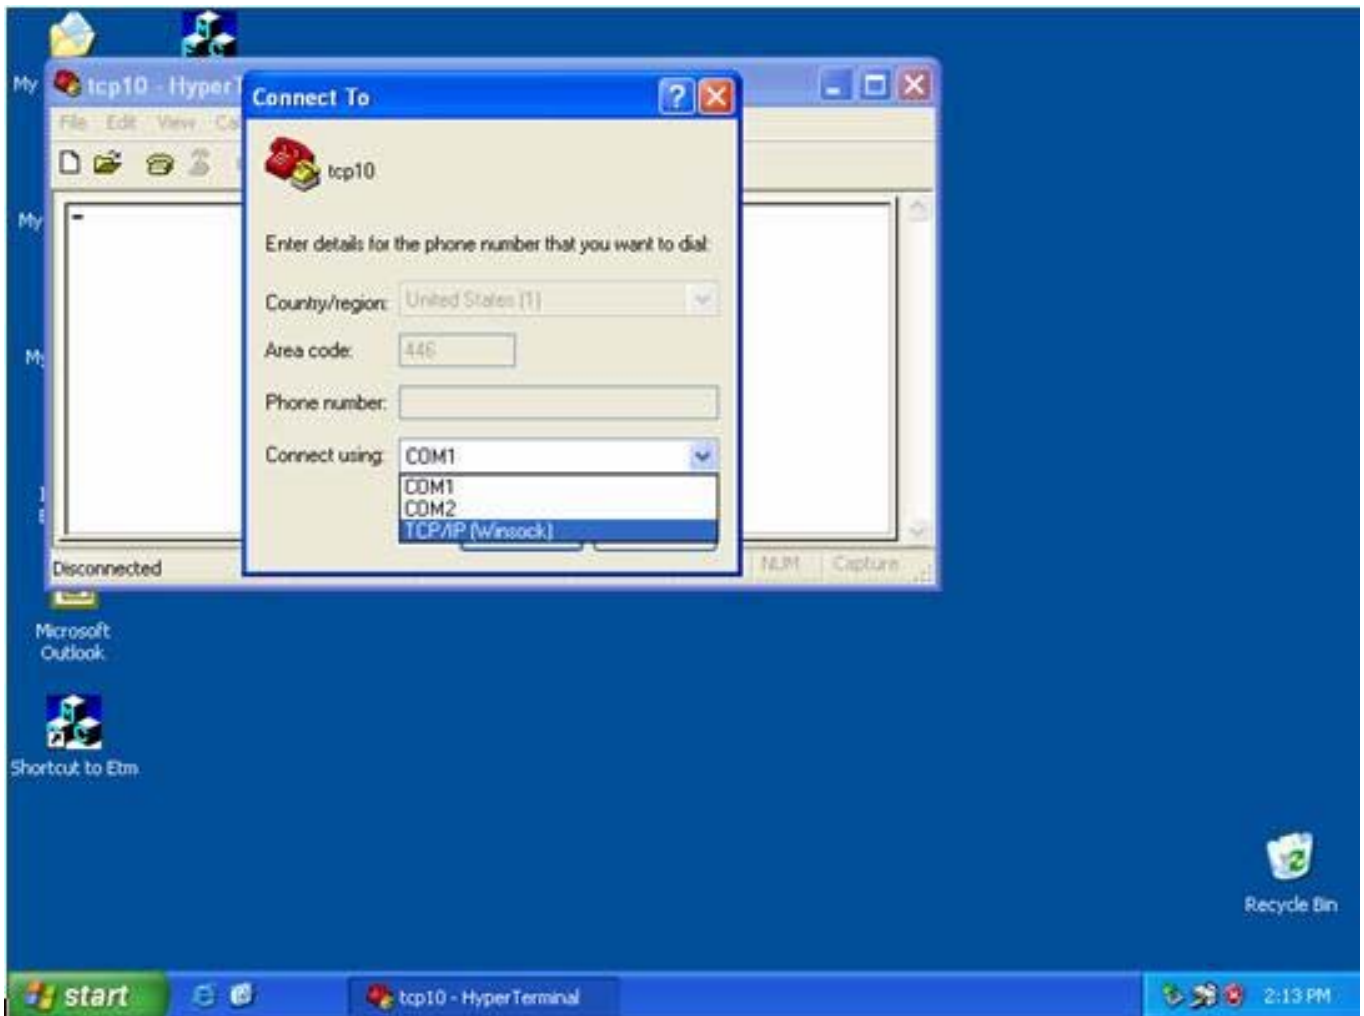 My
tcp10 - HyperT
Connect To
File Edit View Ca
tcp10
My
Enter details for the phone number that you want to dial:
Country/region: United States (1)
My
Area code: 446
Phone number:
Connect using: COM1
COM1
COM2
TCP/IP (Winsock)
Disconnected
NUM
Capture
Microsoft
Outlook
Shortcut to Etm
Recycle Bin
start
tcp10 - HyperTerminal
2:13 PM